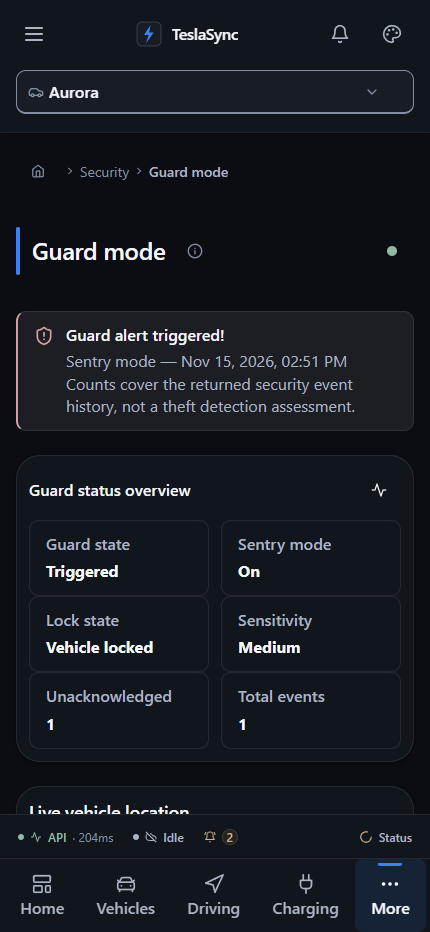 TeslaSync
Aurora
Security
Guard mode
Guard mode
Guard alert triggered!
Sentry mode — Nov 15, 2026, 02:51 PM
Counts cover the returned security event
history, not a theft detection assessment.
Guard status overview
Guard state
Triggered
Sentry mode
On
Lock state
Vehicle locked
Sensitivity
Medium
Unacknowledged
1
Total events
1
Live vehicle location
API · 204ms
Idle
2
Status
Home
Vehicles
Driving
Charging
More